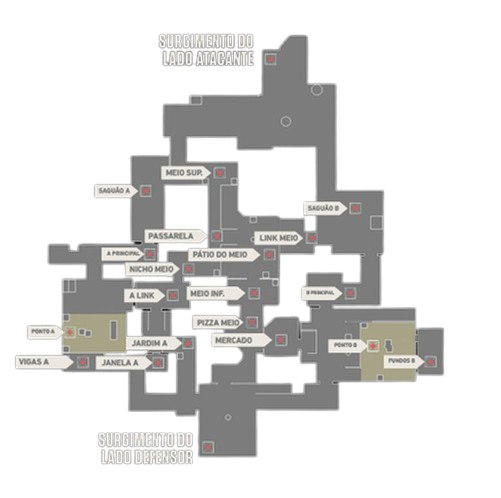 SURGIMENTO DO
LADO ATACANTE
MEIO SUP.
SAGUÃO A
SAGUÃO B
PASSARELA
LINK MEIO
A PRINCIPAL
PÁTIO DO MEIO
NICHO MEIO
A LINK
MEIO INF.
B PRINCIPAL
PIZZA MEIO
PONTO A
JARDIM A
MERCADO
PONTO B
VIGAS A
JANELA A
FUNDOS B
SURGIMENTO DO
LADO DEFENSOR